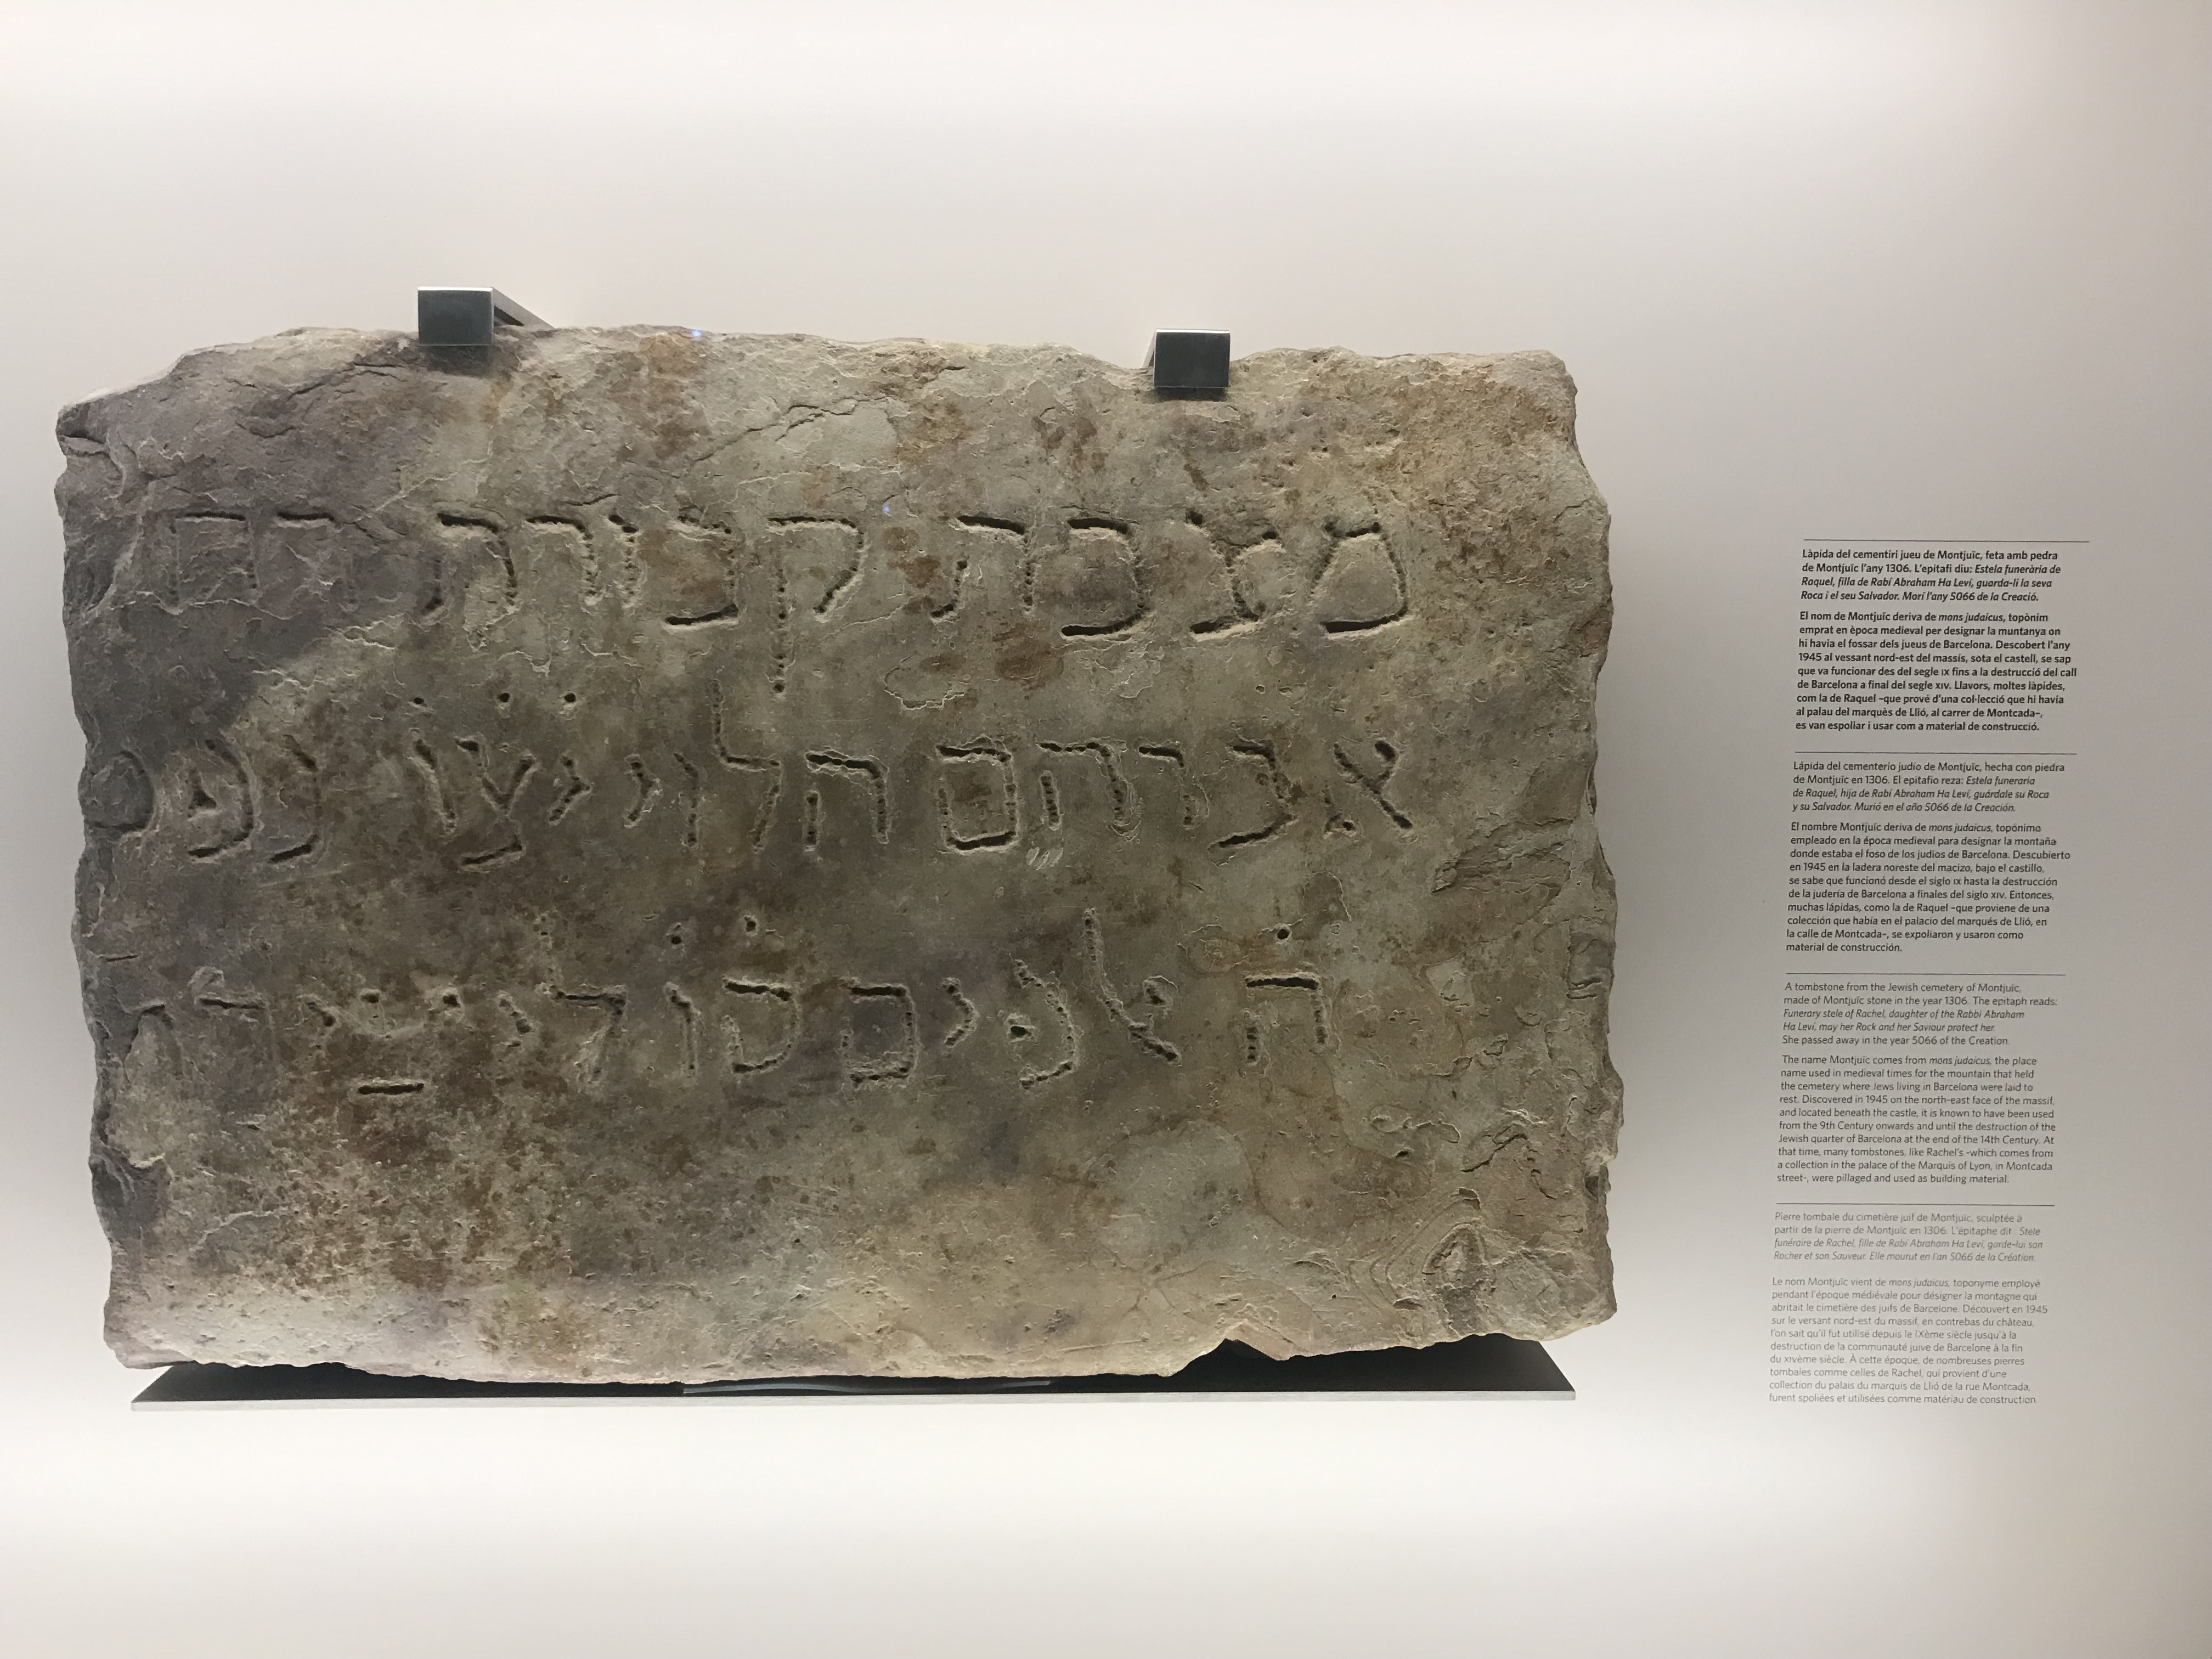 מצבת קבורת
אברהם הלוי יצו נפט
ה אלפים סו ליצירה
Làpida del cementiri jueu de Montjuïc, feta amb pedra
de Montjuïc l'any 1306. L'epitafi diu: Estela funerària de
Raquel, filla de Rabí Abraham Ha Levi, guarda-li la seva
Roca i el seu Salvador. Morí l'any 5066 de la Creació.
El nom de Montjuïc deriva de mons judaicus, topònim
emprat en època medieval per designar la muntanya on
hi havia el fossar dels jueus de Barcelona. Descobert l'any
1945 al vessant nord-est del massís, sota el castell, se sap
que va funcionar des del segle IX fins a la destrucció del call
de Barcelona a final del segle XIV. Llavors, moltes làpides,
com la de Raquel –que prové d'una col·lecció que hi havia
al palau del marquès de Llió, al carrer de Montcada–,
es van espoliar i usar com a material de construcció.
Lápida del cementerio judío de Montjuïc, hecha con piedra
de Montjuïc en 1306. El epitafio reza: Estela funeraria
de Raquel, hija de Rabí Abraham Ha Leví, guárdale su Roca
y su Salvador. Murió en el año 5066 de la Creación.
El nombre Montjuïc deriva de mons judaicus, topónimo
empleado en la época medieval para designar la montaña
donde estaba el foso de los judíos de Barcelona. Descubierto
en 1945 en la ladera noreste del macizo, bajo el castillo,
se sabe que funcionó desde el siglo IX hasta la destrucción
de la judería de Barcelona a finales del siglo XIV. Entonces,
muchas lápidas, como la de Raquel –que proviene de una
colección que había en el palacio del marqués de Llió, en
la calle de Montcada–, se expoliaron y usaron como
material de construcción.
A tombstone from the Jewish cemetery of Montjuïc,
made of Montjuïc stone in the year 1306. The epitaph reads:
Funerary stele of Rachel, daughter of the Rabbi Abraham
Ha Levi, may her Rock and her Saviour protect her.
She passed away in the year 5066 of the Creation.
The name Montjuïc comes from mons judaicus, the place
name used in medieval times for the mountain that held
the cemetery where Jews living in Barcelona were laid to
rest. Discovered in 1945 on the north-east face of the massif,
and located beneath the castle, it is known to have been used
from the 9th Century onwards and until the destruction of the
Jewish quarter of Barcelona at the end of the 14th Century. At
that time, many tombstones, like Rachel's –which comes from
a collection in the palace of the Marquis of Lyon, in Montcada
street–, were pillaged and used as building material.
Pierre tombale du cimetière juif de Montjuïc, sculptée à
partir de la pierre de Montjuïc en 1306. L'épitaphe dit : Stèle
funéraire de Rachel, fille de Rabí Abraham Ha Levi, garde-lui son
Rocher et son Sauveur. Elle mourut en l'an 5066 de la Création.
Le nom Montjuïc vient de mons judaicus, toponyme employé
pendant l'époque médiévale pour désigner la montagne qui
abritait le cimetière des juifs de Barcelone. Découvert en 1945
sur le versant nord-est du massif, en contrebas du château,
l'on sait qu'il fut utilisé depuis le IXème siècle jusqu'à la
destruction de la communauté juive de Barcelone à la fin
du XIVème siècle. À cette époque, de nombreuses pierres
tombales comme celles de Rachel, qui provient d'une
collection du palais du marquis de Llió de la rue Montcada,
furent spoliées et utilisées comme matériau de construction.